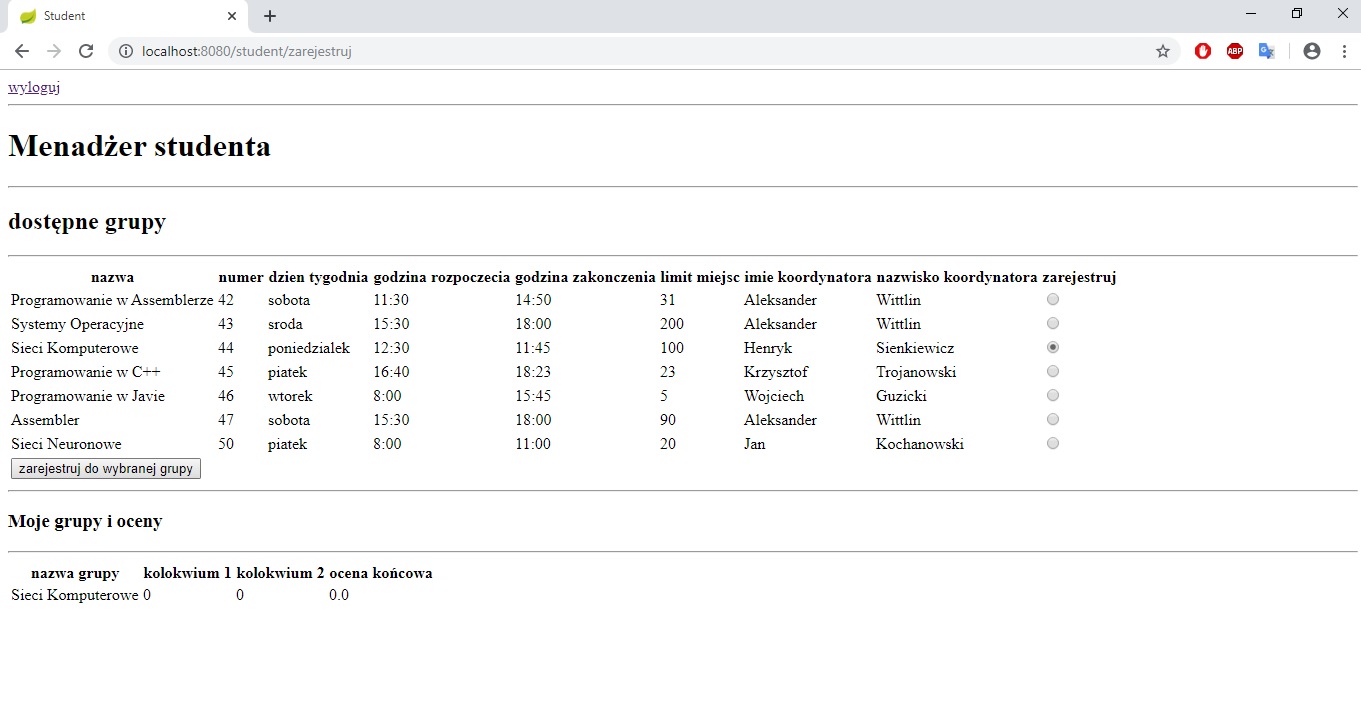 Student
localhost:8080/student/zarejestruj
ABP
wyloguj
Menadżer studenta
dostępne grupy
nazwa numer dzien tygodnia godzina rozpoczecia godzina zakonczenia limit miejsc imie koordynatora nazwisko koordynatora zarejestruj
Programowanie w Assemblerze 42 sobota 11:30 14:50 31 Aleksander Wittlin
Systemy Operacyjne 43 sroda 15:30 18:00 200 Aleksander Wittlin
Sieci Komputerowe 44 poniedzialek 12:30 11:45 100 Henryk Sienkiewicz
Programowanie w C++ 45 piatek 16:40 18:23 23 Krzysztof Trojanowski
Programowanie w Javie 46 wtorek 8:00 15:45 5 Wojciech Guzicki
Assembler 47 sobota 15:30 18:00 90 Aleksander Wittlin
Sieci Neuronowe 50 piatek 8:00 11:00 20 Jan Kochanowski
zarejestruj do wybranej grupy
Moje grupy i oceny
nazwa grupy kolokwium 1 kolokwium 2 ocena końcowa
Sieci Komputerowe 0 0 0.0